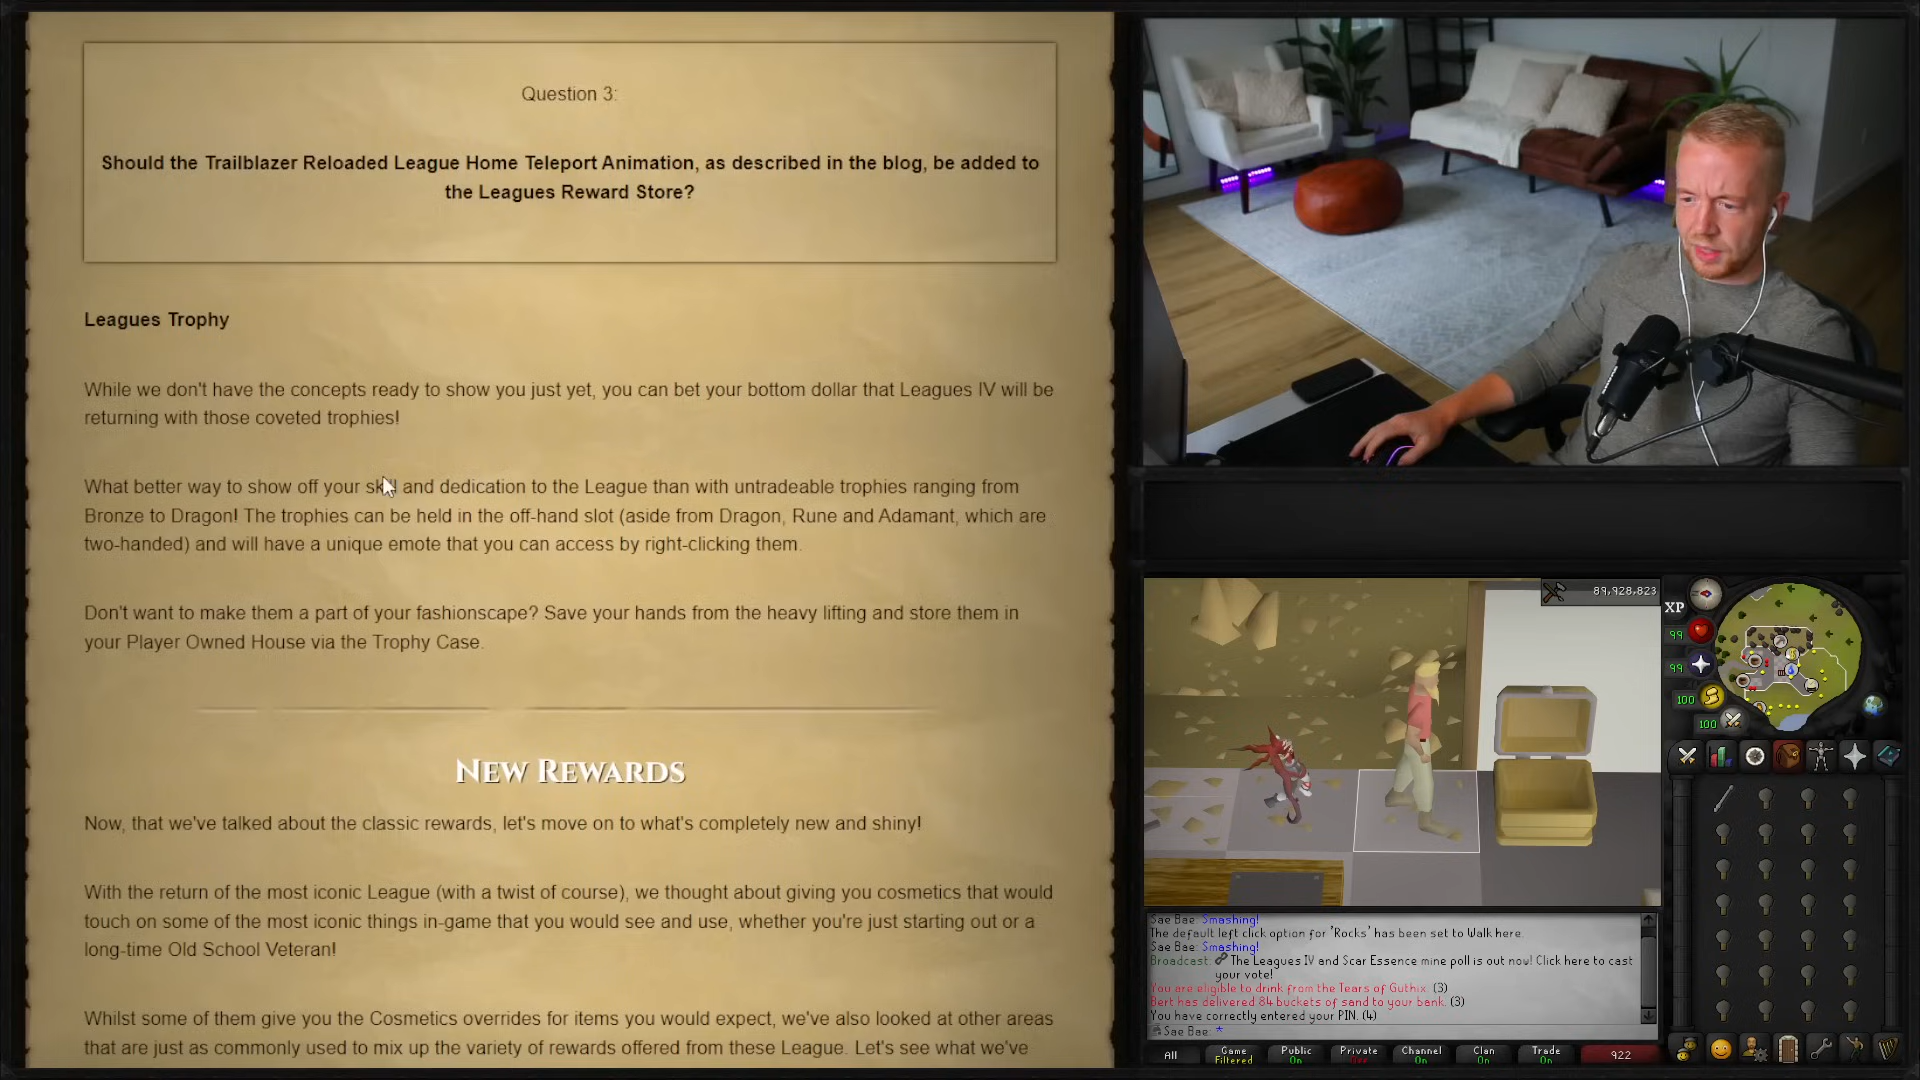 Question 3:
Should the Trailblazer Reloaded League Home Teleport Animation, as described in the blog, be added to
the Leagues Reward Store?
Leagues Trophy
While we don't have the concepts ready to show you just yet, you can bet your bottom dollar that Leagues IV will be
returning with those coveted trophies!
What better way to show off your skill and dedication to the League than with untradeable trophies ranging from
Bronze to Dragon! The trophies can be held in the off-hand slot (aside from Dragon, Rune and Adamant, which are
two-handed) and will have a unique emote that you can access by right-clicking them.
Don't want to make them a part of your fashionscape? Save your hands from the heavy lifting and store them in
your Player Owned House via the Trophy Case.
NEW REWARDS
Now, that we've talked about the classic rewards, let's move on to what's completely new and shiny!
With the return of the most iconic League (with a twist of course), we thought about giving you cosmetics that would
touch on some of the most iconic things in-game that you would see and use, whether you're just starting out or a
long-time Old School Veteran!
Whilst some of them give you the Cosmetics overrides for items you would expect, we've also looked at other areas
that are just as commonly used to mix up the variety of rewards offered from these League. Let's see what we've
89,928,823
XP
99
99
100
100
Sae Bae: Smashing!
The default left click option for 'Rocks' has been set to Walk here.
Sae Bae: Smashing!
Broadcast: The Leagues IV and Scar Essence mine poll is out now! Click here to cast
your vote!
You are eligible to drink from the Tears of Guthix. (3)
Bert has delivered 84 buckets of sand to your bank. (3)
You have correctly entered your PIN. (4)
Sae Bae: *
All
Game
Filtered
Public
On
Private
Off
Channel
On
Clan
On
Trade
On
922